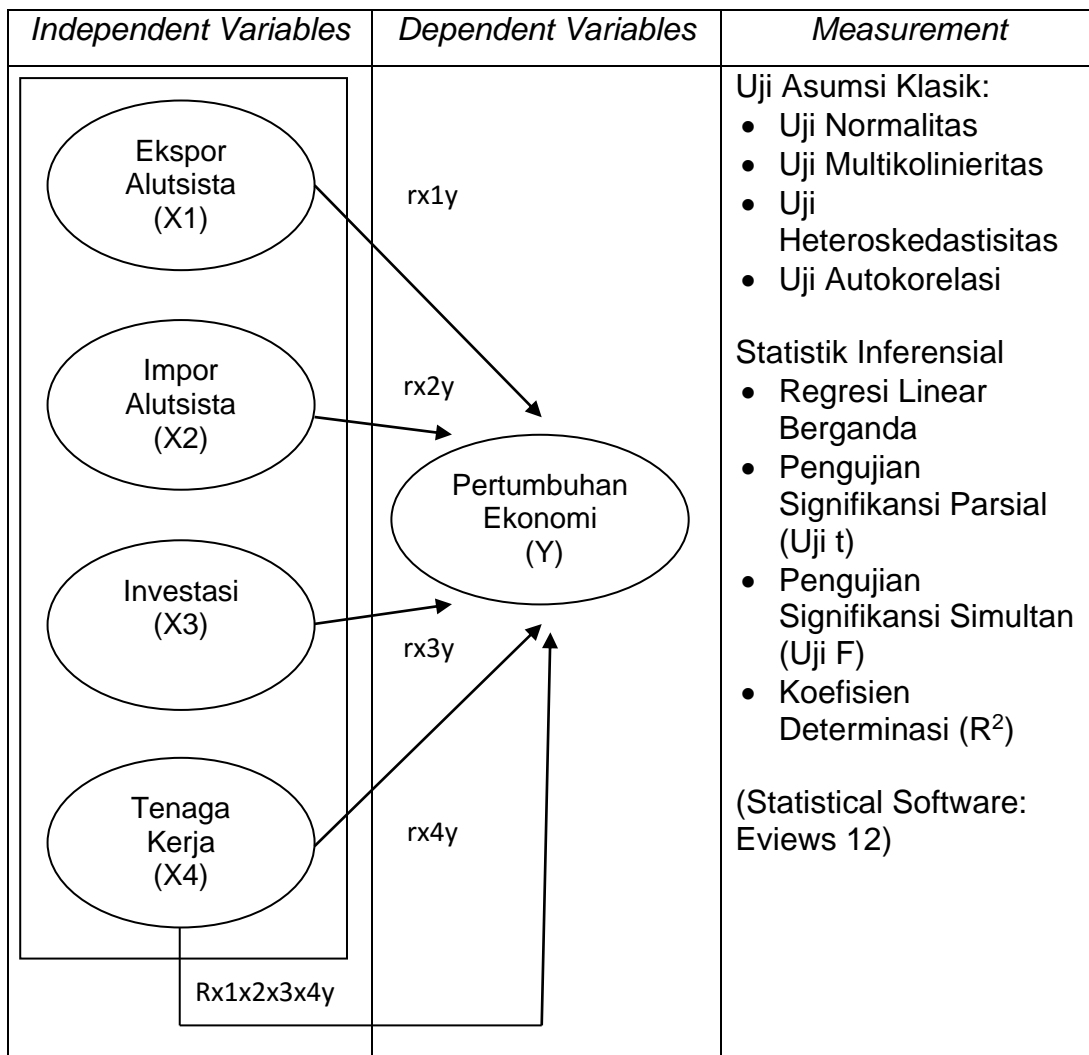 Independent Variables
Dependent Variables
Measurement
Ekspor
Alutsista
(X1)
Impor
Alutsista
(X2)
Investasi
(X3)
Tenaga
Kerja
(X4)
Rx1x2x3x4y
rx1y
rx2y
Pertumbuhan
Ekonomi
(Y)
rx3y
rx4y
Uji Asumsi Klasik:
• Uji Normalitas
• Uji Multikolinieritas
• Uji
Heteroskedastisitas
• Uji Autokorelasi
Statistik Inferensial
• Regresi Linear
Berganda
• Pengujian
Signifikansi Parsial
(Uji t)
• Pengujian
Signifikansi Simultan
(Uji F)
• Koefisien
Determinasi (R²)
(Statistical Software:
Eviews 12)